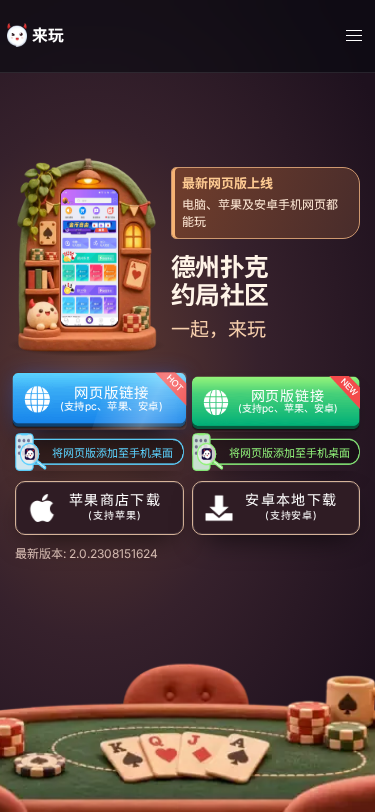 来玩
最新网页版上线
电脑、苹果及安卓手机网页都
能玩
德州扑克
约局社区
一起，来玩
网页版链接
(支持pc、苹果、安卓)
HOT
网页版链接
(支持pc、苹果、安卓)
NEW
将网页版添加至手机桌面
将网页版添加至手机桌面
苹果商店下载
(支持苹果)
安卓本地下载
(支持安卓)
最新版本: 2.0.2308151624
K
Q
J
A